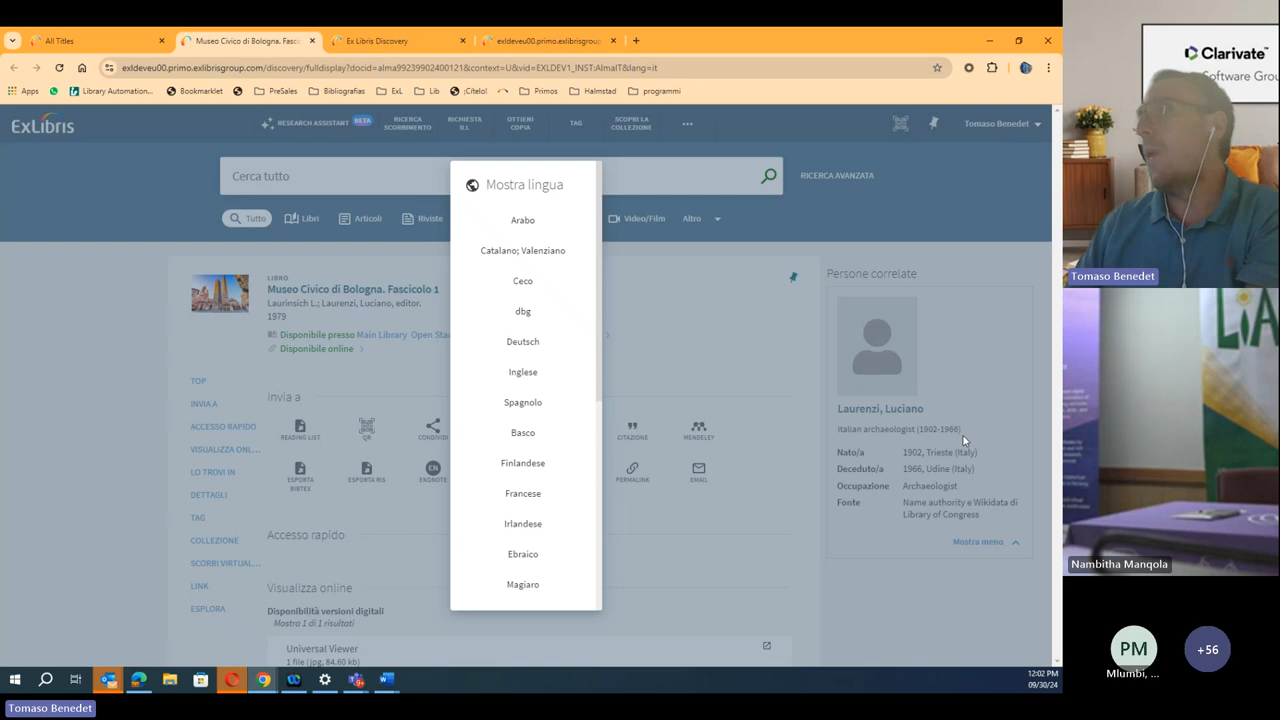 All Titles
Museo Civico di Bologna. Fasci
Ex Libris Discovery
exldeveu00.primo.exlibrisgroup
exldeveu00.primo.exlibrisgroup.com/discovery/fulldisplay?docid=alma99239902400121&context=U&vid=EXLDEV1_INST:AlmaIT&lang=it
Apps
Library Automation...
Bookmarklet
PreSales
Bibliografias
ExL
Lib
¡Cítelo!
Primos
Halmstad
programmi
ExLibris
RESEARCH ASSISTANT BETA
RICERCA SCORRIMENTO
RICHIESTA ILL
OTTIENI COPIA
TAG
SCOPRI LA COLLEZIONE
Tomaso Benedet
Cerca tutto
RICERCA AVANZATA
Tutto
Libri
Articoli
Riviste
Video/Film
Altro
Mostra lingua
Arabo
Catalano; Valenziano
Ceco
dbg
Deutsch
Inglese
Spagnolo
Basco
Finlandese
Francese
Irlandese
Ebraico
Magiaro
LIBRO
Museo Civico di Bologna. Fascicolo 1
Laurinsich L.; Laurenzi, Luciano, editor.
1979
Disponibile presso Main Library Open Sta
Disponibile online
TOP
INVIA A
ACCESSO RAPIDO
VISUALIZZA ONL...
LO TROVI IN
DETTAGLI
TAG
COLLEZIONE
SCORBI VIRTUAL...
LINK
ESPLORA
Invia a
READING LIST
QR
CONDIVID
CITAZIONE
MENDELEY
ESPORTA BIBTEX
ESPORTA RIS
EN
ENDNOTE
PERMALINK
EMAIL
Accesso rapido
Visualizza online
Disponibilità versioni digitali
Mostra 1 di 1 risultati
Universal Viewer
1 file (jpg, 84.60 kb)
Persone correlate
Laurenzi, Luciano
Italian archaeologist (1902-1966)
Nato/a 1902, Trieste (Italy)
Deceduto/a 1966, Udine (Italy)
Occupazione Archaeologist
Fonte Name authority e Wikidata di
Library of Congress
Mostra meno
12:02 PM
09/30/24
Tomaso Benedet
Clarivate
Software Grou
Tomaso Benedet
LIA
Nambitha Manqola
PM
Mlumbi, ...
+56